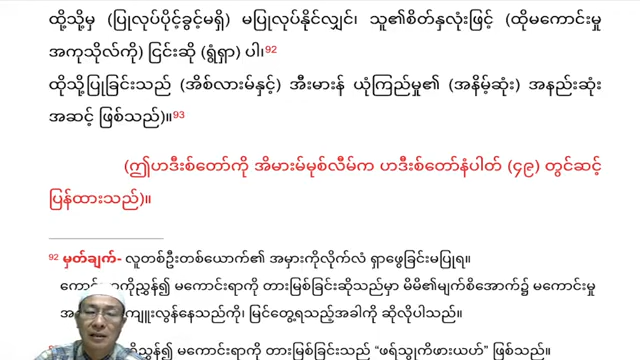 ထို့သို့မှ (ပြုလုပ်ပိုင့်ခွင့်မရှိ) မပြုလုပ်နိုင်လျှင်၊ သူ၏စိတ်နှလုံးဖြင့် (ထိုမကောင်းမှု
အကုသိုလ်ကို) ငြင်းဆို (ရွံရှာ) ပါ၊⁹²
ထိုသို့ပြုခြင်းသည် (အိစ်လားမ်နှင့်) အီးမားန် ယုံကြည်မှု၏ (အနိမ့်ဆုံး) အနည်းဆုံး
အဆင့် ဖြစ်သည်)။⁹³
(ဤဟဒီးစ်တော်ကို အိမားမ်မုစ်လီမ်က ဟဒီးစ်တော်နံပါတ် (၄၉) တွင်ဆင့်
ပြန်ထားသည်)။
⁹² မှတ်ချက်- လူတစ်ဦးတစ်ယောက်၏ အမှားကိုလိုက်လံ ရှာဖွေခြင်းမပြုရ။
ကောင်းရာကိုညွှန်၍ မကောင်းရာကို တားမြစ်ခြင်းဆိုသည်မှာ မိမိ၏မျက်စိအောက်၌ မကောင်းမှု
ကျူးလွန်နေသည်ကို၊ မြင်တွေ့ရသည့်အခါကို ဆိုလိုပါသည်။
ကိုညွှန်၍ မကောင်းရာကို တားမြစ်ခြင်းသည် “ဖရ်သွုကိဖားယဟ်” ဖြစ်သည်။